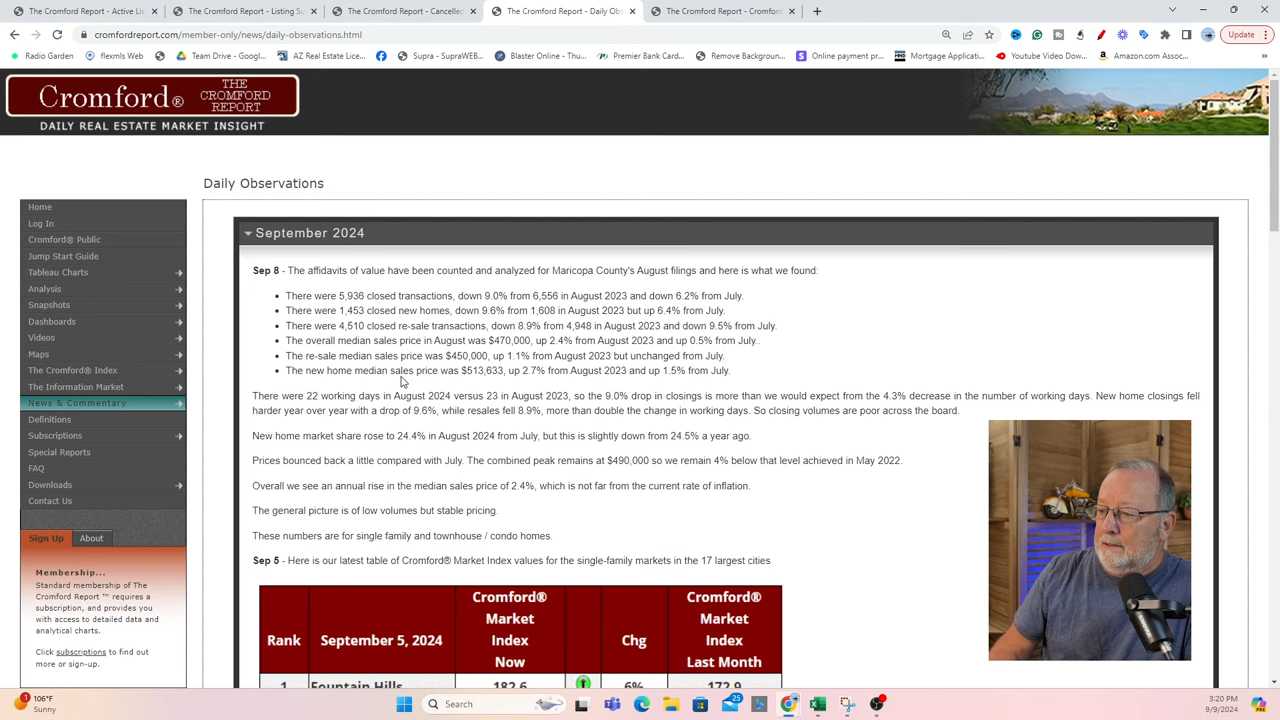 The Cromford Report - Active Lis
The Cromford Report - Listing Su
The Cromford Report - Cancelled
The Cromford Report - Daily Obs
The Cromford Report - Cromford
cromfordreport.com/member-only/news/daily-observations.html
Update
Radio Garden
flexmls Web
Team Drive - Googl...
AZ Real Estate Lice...
Supra - SupraWEB...
Blaster Online - Thu...
Premier Bank Card...
Remove Backgroun...
Online payment pr...
Mortgage Applicati...
Youtube Video Dow...
Amazon.com Asso...
Cromford®
THE
CROMFORD
REPORT
DAILY REAL ESTATE MARKET INSIGHT
Daily Observations
Home
Log In
Cromford® Public
Jump Start Guide
Tableau Charts
Analysis
Snapshots
Dashboards
Videos
Maps
The Cromford® Index
The Information Market
News & Commentary
Definitions
Subscriptions
Special Reports
FAQ
Downloads
Contact Us
Sign Up
About
Membership...
Standard membership of The
Cromford Report ™ requires a
subscription, and provides you
with access to detailed data and
analytical charts.
Click subscriptions to find out
more or sign-up.
September 2024
Sep 8 - The affidavits of value have been counted and analyzed for Maricopa County's August filings and here is what we found:
There were 5,936 closed transactions, down 9.0% from 6,556 in August 2023 and down 6.2% from July.
There were 1,453 closed new homes, down 9.6% from 1,608 in August 2023 but up 6.4% from July.
There were 4,510 closed re-sale transactions, down 8.9% from 4,948 in August 2023 and down 9.5% from July.
The overall median sales price in August was $470,000, up 2.4% from August 2023 and up 0.5% from July..
The re-sale median sales price was $450,000, up 1.1% from August 2023 but unchanged from July.
The new home median sales price was $513,633, up 2.7% from August 2023 and up 1.5% from July.
There were 22 working days in August 2024 versus 23 in August 2023, so the 9.0% drop in closings is more than we would expect from the 4.3% decrease in the number of working days. New home closings fell
harder year over year with a drop of 9.6%, while resales fell 8.9%, more than double the change in working days. So closing volumes are poor across the board.
New home market share rose to 24.4% in August 2024 from July, but this is slightly down from 24.5% a year ago.
Prices bounced back a little compared with July. The combined peak remains at $490,000 so we remain 4% below that level achieved in May 2022.
Overall we see an annual rise in the median sales price of 2.4%, which is not far from the current rate of inflation.
The general picture is of low volumes but stable pricing.
These numbers are for single family and townhouse / condo homes.
Sep 5 - Here is our latest table of Cromford® Market Index values for the single-family markets in the 17 largest cities
Rank
September 5, 2024
Cromford®
Market
Index
Now
Chg
Cromford®
Market
Index
Last Month
1
Fountain Hills
182.6
6%
172.9
1
106°F
Sunny
Search
25
3:20 PM
9/9/2024